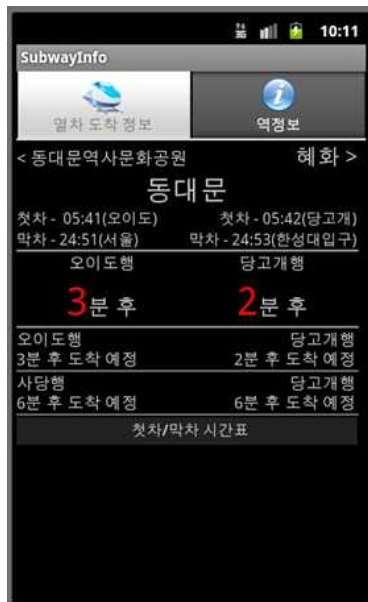 3G 10:11
SubwayInfo
열차 도착 정보 역정보
< 동대문역사문화공원 혜화 >
동대문
첫차 - 05:41(오이도) 첫차 - 05:42(당고개)
막차 - 24:51(서울) 막차 - 24:53(한성대입구)
오이도행 당고개행
3분 후 2분 후
오이도행 당고개행
3분 후 도착 예정 2분 후 도착 예정
사당행 당고개행
6분 후 도착 예정 6분 후 도착 예정
첫차/막차 시간표